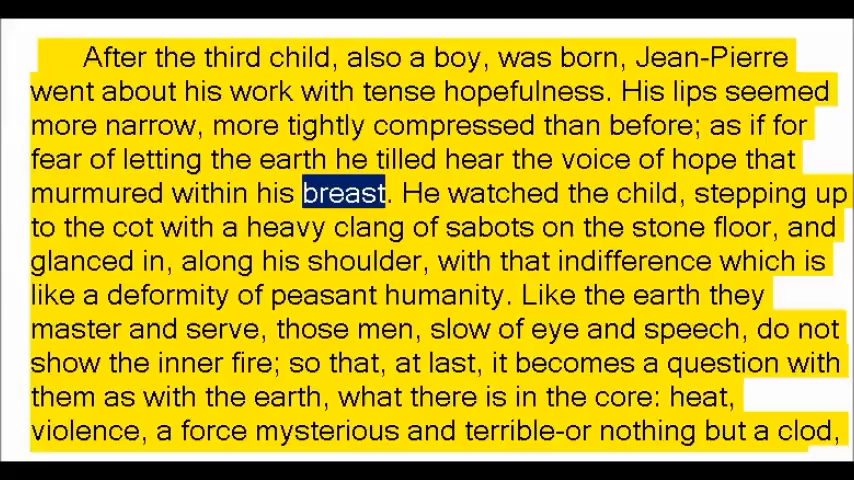 After the third child, also a boy, was born, Jean-Pierre
went about his work with tense hopefulness. His lips seemed
more narrow, more tightly compressed than before; as if for
fear of letting the earth he tilled hear the voice of hope that
murmured within his breast. He watched the child, stepping up
to the cot with a heavy clang of sabots on the stone floor, and
glanced in, along his shoulder, with that indifference which is
like a deformity of peasant humanity. Like the earth they
master and serve, those men, slow of eye and speech, do not
show the inner fire; so that, at last, it becomes a question with
them as with the earth, what there is in the core: heat,
violence, a force mysterious and terrible-or nothing but a clod,